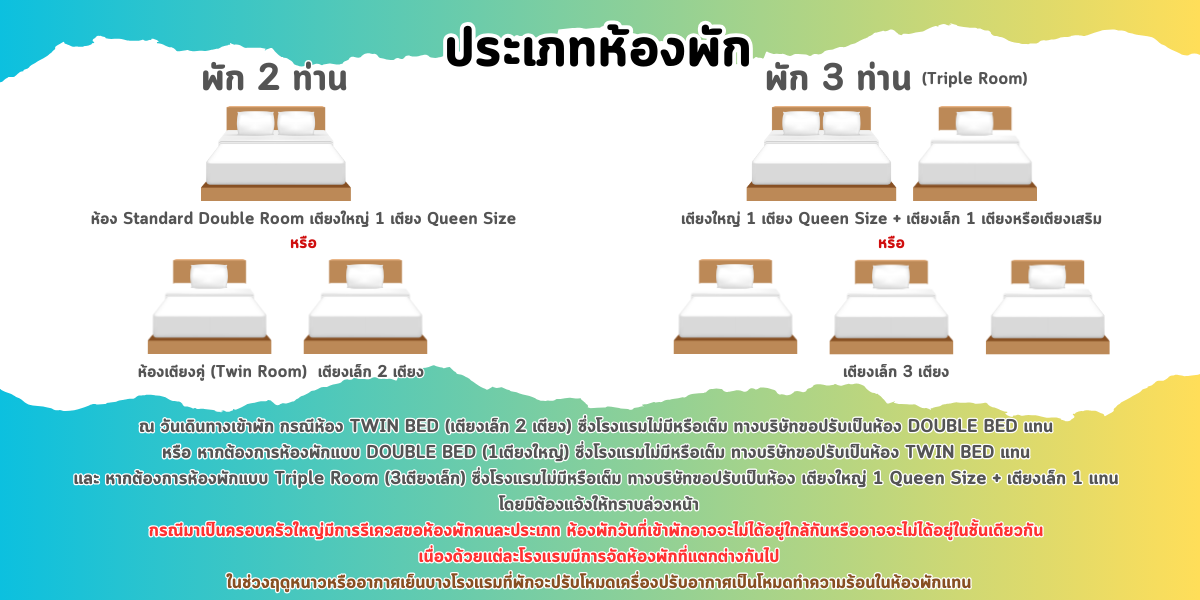 ประเภทห้องพัก
พัก 2 ท่าน
ห้อง Standard Double Room เตียงใหญ่ 1 เตียง Queen Size
หรือ
ห้องเตียงคู่ (Twin Room) เตียงเล็ก 2 เตียง
พัก 3 ท่าน (Triple Room)
เตียงใหญ่ 1 เตียง Queen Size + เตียงเล็ก 1 เตียงหรือเตียงเสริม
หรือ
เตียงเล็ก 3 เตียง
ณ วันเดินทางเข้าพัก กรณีห้อง TWIN BED (เตียงเล็ก 2 เตียง) ซึ่งโรงแรมไม่มีหรือเต็ม ทางบริษัทขอปรับเป็นห้อง DOUBLE BED แทน
หรือ หากต้องการห้องพักแบบ DOUBLE BED (1เตียงใหญ่) ซึ่งโรงแรมไม่มีหรือเต็ม ทางบริษัทขอปรับเป็นห้อง TWIN BED แทน
และ หากต้องการห้องพักแบบ Triple Room (3เตียงเล็ก) ซึ่งโรงแรมไม่มีหรือเต็ม ทางบริษัทขอปรับเป็นห้อง เตียงใหญ่ 1 Queen Size + เตียงเล็ก 1 แทน
โดยมิต้องแจ้งให้ทราบล่วงหน้า
กรณีมาเป็นครอบครัวใหญ่มีการรีเควสขอห้องพักคนละประเภท ห้องพักวันที่เข้าพักอาจจะไม่ได้อยู่ใกล้กันหรืออาจจะไม่ได้อยู่ในชั้นเดียวกัน
เนื่องด้วยแต่ละโรงแรมมีการจัดห้องพักที่แตกต่างกันไป
ในช่วงฤดูหนาวหรืออากาศเย็นบางโรงแรมที่พักจะปรับโหมดเครื่องปรับอากาศเป็นโหมดทำความร้อนในห้องพักแทน